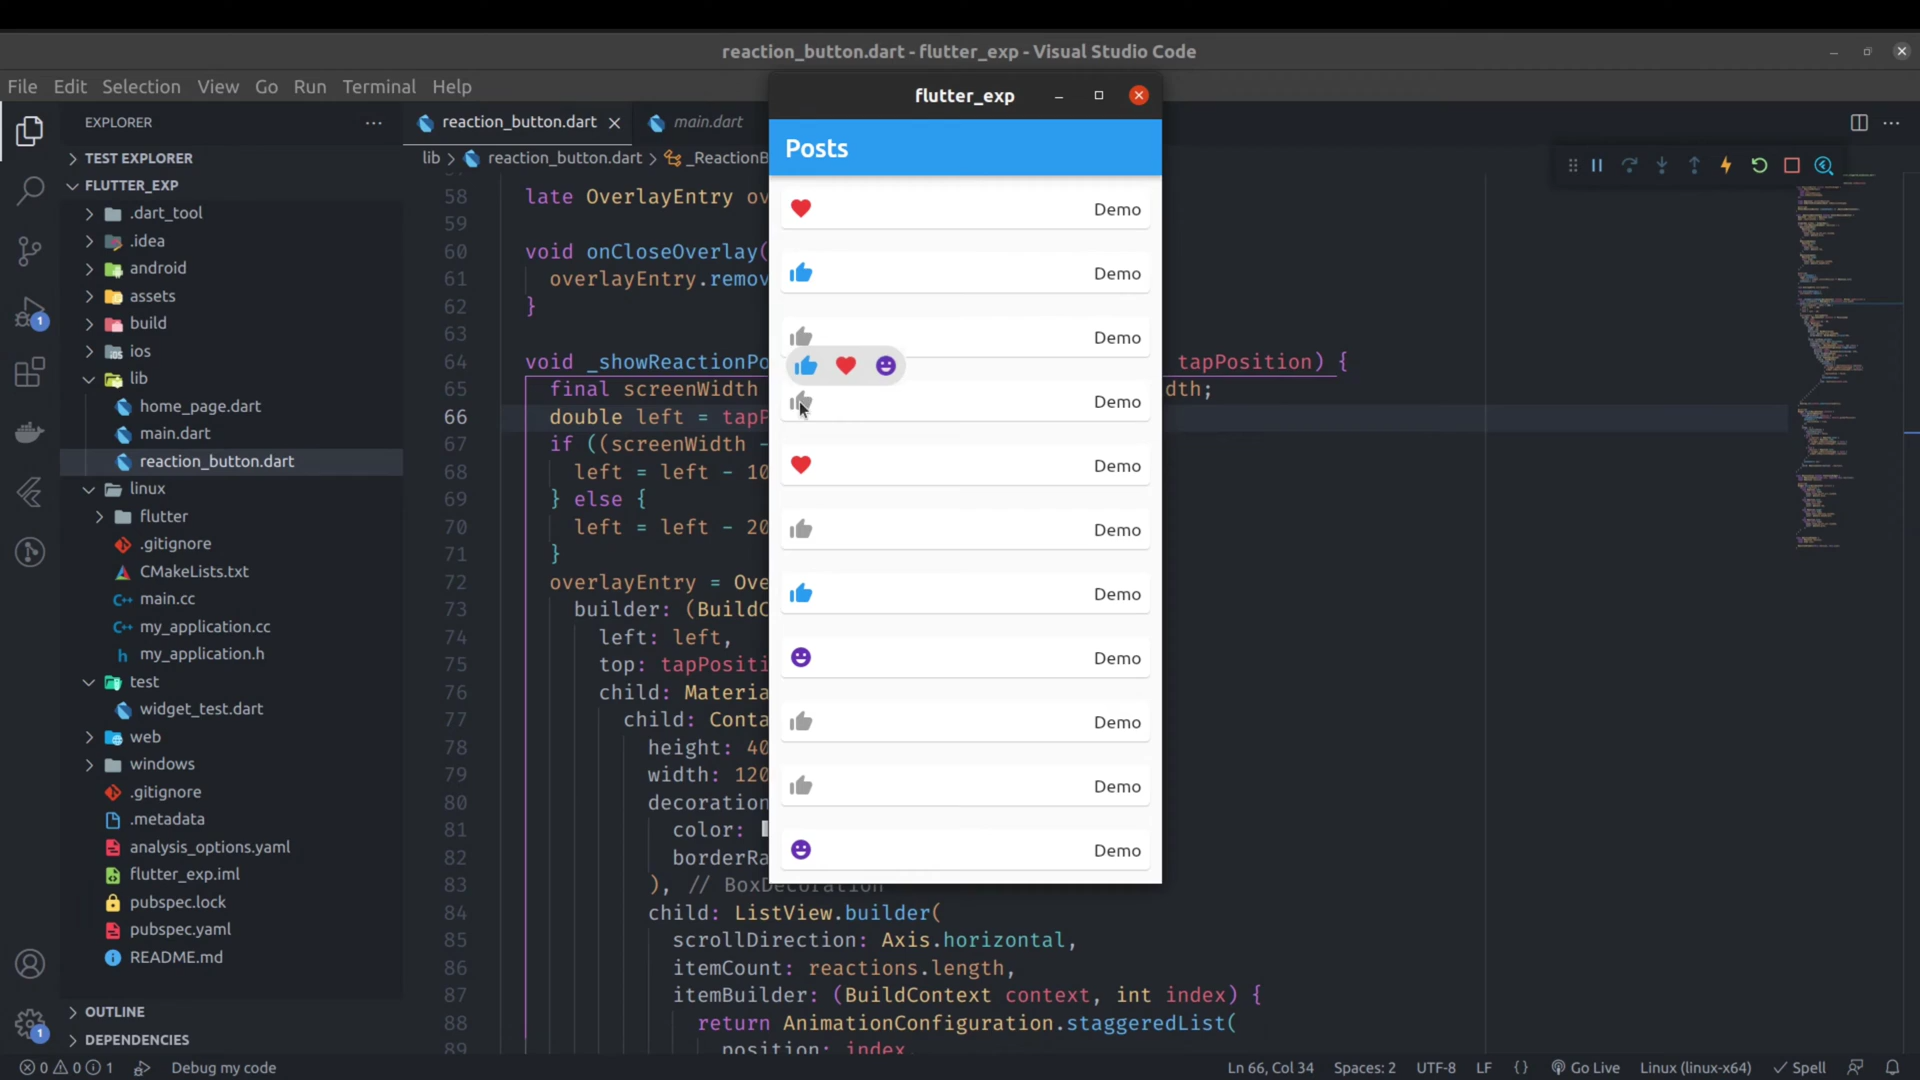 reaction_button.dart - flutter_exp - Visual Studio Code
File Edit Selection View Go Run Terminal Help
EXPLORER
TEST EXPLORER
FLUTTER_EXP
.dart_tool
.idea
android
assets
build
ios
lib
home_page.dart
main.dart
reaction_button.dart
linux
flutter
.gitignore
CMakeLists.txt
main.cc
my_application.cc
my_application.h
test
widget_test.dart
web
windows
.gitignore
.metadata
analysis_options.yaml
flutter_exp.iml
pubspec.lock
pubspec.yaml
README.md
OUTLINE
DEPENDENCIES
1
1
reaction_button.dart main.dart
lib > reaction_button.dart >
58 late OverlayEntry
59
60 void onCloseOverlay(
61 overlayEntry.remov
62 }
63
64 void _showReactionPo tapPosition) {
65 final screenWidth dth;
66 double left = tapP
67 if ((screenWidth -
68 left = left - 10
69 } else {
70 left = left - 20
71 }
72 overlayEntry = Ove
73 builder: (BuildC
74 left: left,
75 top: tapPositi
76 child: Materia
77 child: Conta
78 height: 40
79 width: 120
80 decoration
81 color:
82 borderRa
83 ), // BoxDecoration
84 child: ListView.builder(
85 scrollDirection: Axis.horizontal,
86 itemCount: reactions.length,
87 itemBuilder: (BuildContext context, int index) {
88 return AnimationConfiguration.staggeredList(
89 position: index,
flutter_exp
Posts
Demo
Demo
Demo
Demo
Demo
Demo
Demo
Demo
Demo
Demo
Demo
0 0 1 Debug my code Ln 66, Col 34 Spaces: 2 UTF-8 LF {} Go Live Linux (linux-x64) Spell